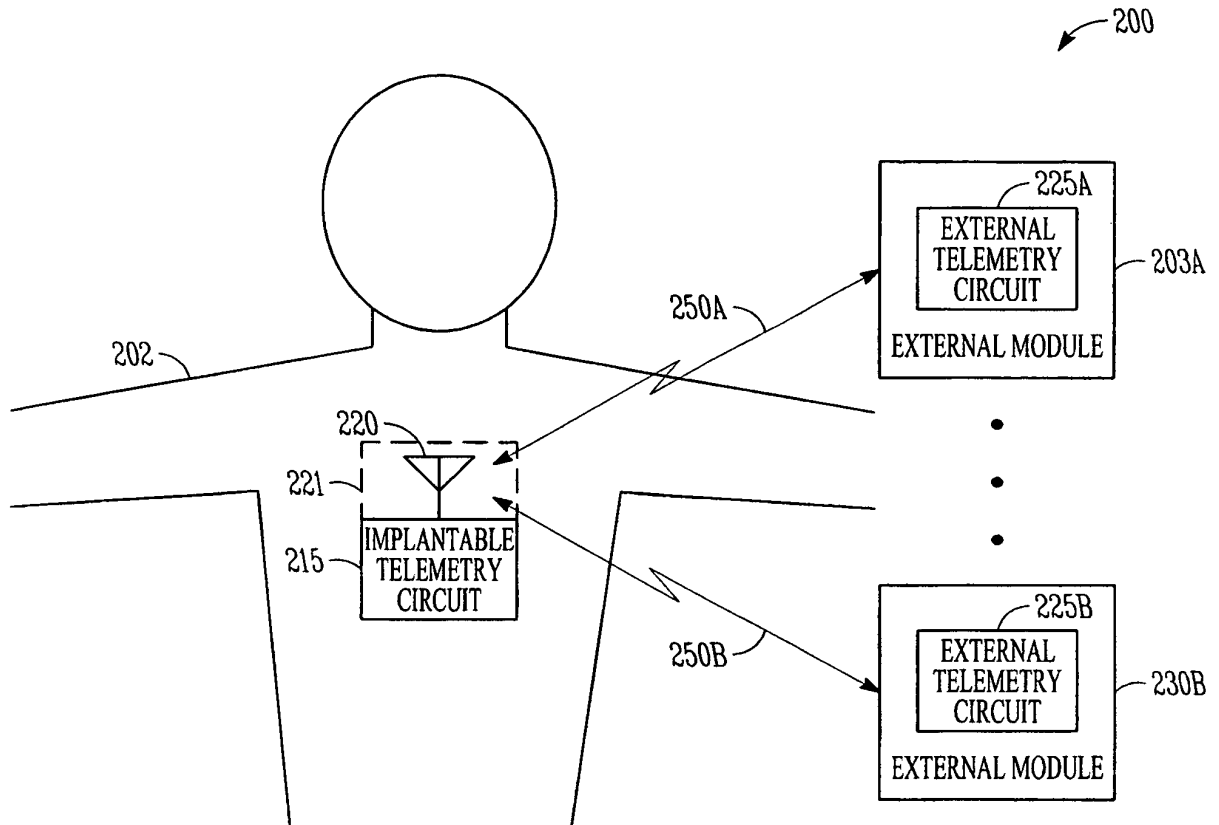 200
225A
EXTERNAL
TELEMETRY
CIRCUIT
203A
EXTERNAL MODULE
250A
202
220
221
IMPLANTABLE
TELEMETRY
CIRCUIT
215
225B
EXTERNAL
TELEMETRY
CIRCUIT
250B
230B
EXTERNAL MODULE